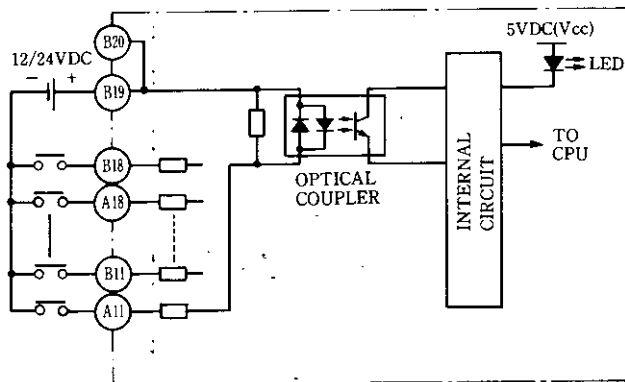 B20
12/24VDC
5VDC(Vcc)
− +
B19
LED
B18
A18
OPTICAL
COUPLER
INTERNAL
CIRCUIT
TO
CPU
B11
A11